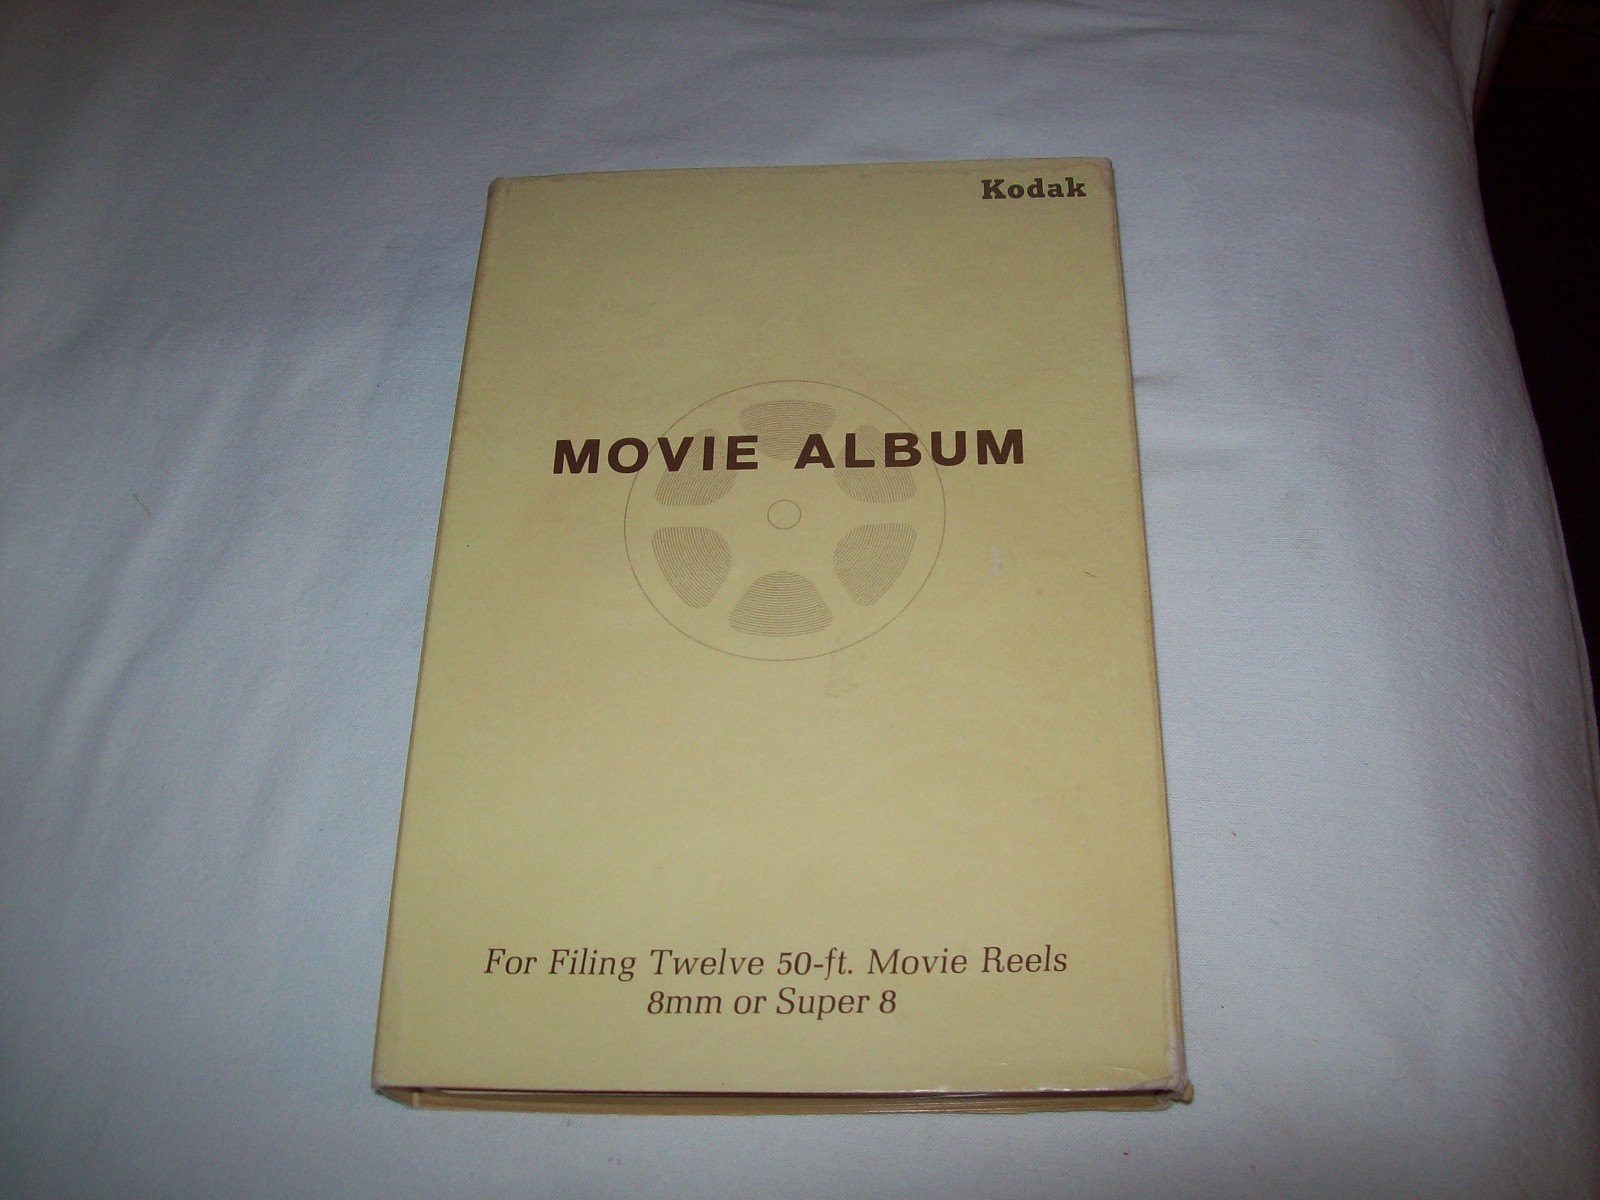 Kodak
MOVIE ALBUM
For Filing Twelve 50-ft. Movie Reels
8mm or Super 8